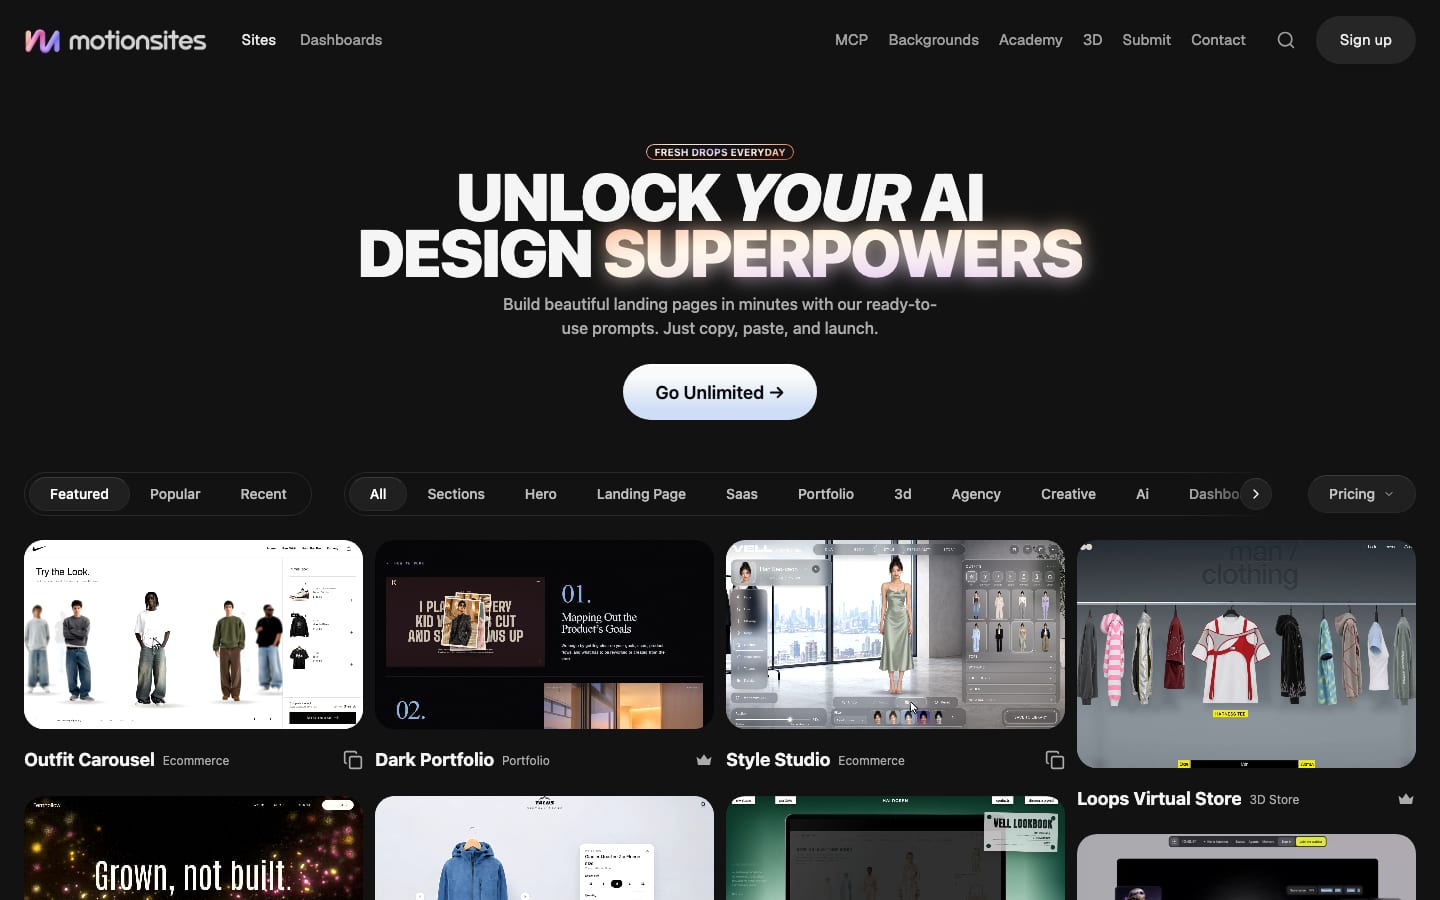 motionsites
Sites
Dashboards
MCP
Backgrounds
Academy
3D
Submit
Contact
Sign up
FRESH DROPS EVERYDAY
UNLOCK YOUR AI
DESIGN SUPERPOWERS
Build beautiful landing pages in minutes with our ready-to-
use prompts. Just copy, paste, and launch.
Go Unlimited →
Featured
Popular
Recent
All
Sections
Hero
Landing Page
Saas
Portfolio
3d
Agency
Creative
Ai
Dashbo
Pricing
Try the Look.
01.
Mapping Out the
Product's Goals
02.
VELL
man /
clothing
HARNESS TEE
Outfit Carousel Ecommerce
Dark Portfolio Portfolio
Style Studio Ecommerce
Loops Virtual Store 3D Store
Grown, not built.
VELL LOOKBOOK